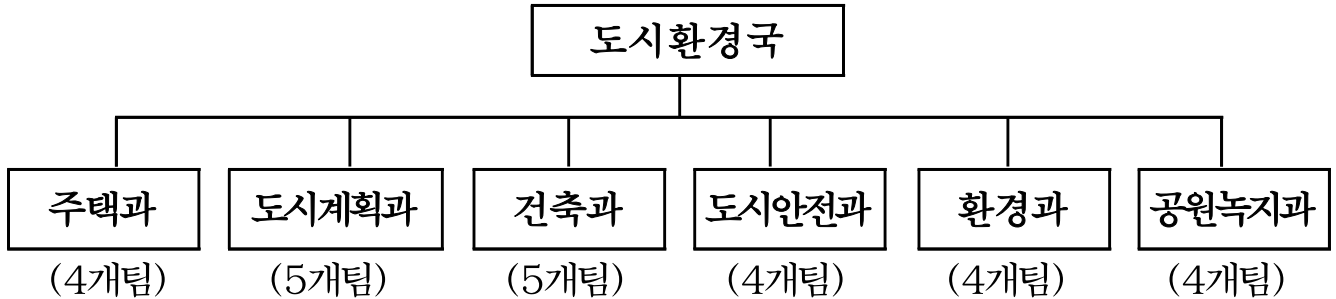 도시환경국
주택과 도시계획과 건축과 도시안전과 환경과 공원녹지과
(4개팀) (5개팀) (5개팀) (4개팀) (4개팀) (4개팀)